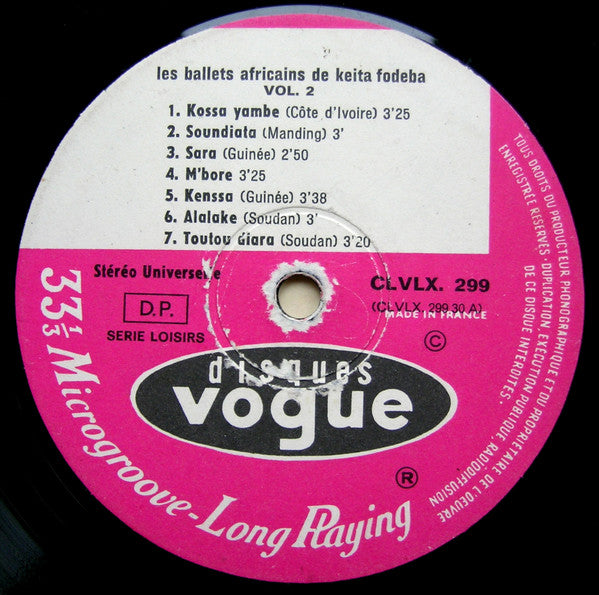 les ballets africains de keita fodeba
VOL. 2
1. Kossa yambe (Côte d'Ivoire) 3'25
2. Soundiata (Manding) 3'
3. Sara (Guinée) 2'50
4. M'bore 3'25
5. Kenssa (Guinée) 3'38
6. Alalake (Soudan) 3'
7. Toutou diara (Soudan) 3'20
Stéréo Universelle
D.P.
SERIE LOISIRS
CLVLX. 299
(CLVLX. 299.30.A)
MADE IN FRANCE
©
disques
vogue
®
33⅓ Microgroove-Long Playing
TOUS DROITS DU PRODUCTEUR PHONOGRAPHIQUE ET DU PROPRIETAIRE DE L'OEUVRE
ENREGISTRÉE RÉSERVÉS - DUPLICATION, EXECUTION PUBLIQUE RADIODIFFUSION
DE CE DISQUE INTERDITES.